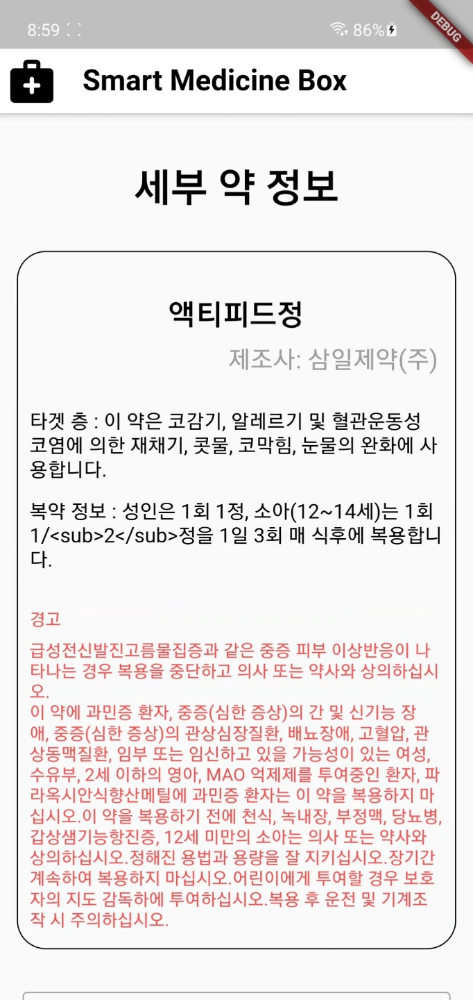 8:59
86%
DEBUG
Smart Medicine Box
세부 약 정보
액티피드정
제조사: 삼일제약(주)
타겟 층 : 이 약은 코감기, 알레르기 및 혈관운동성
코염에 의한 재채기, 콧물, 코막힘, 눈물의 완화에 사
용합니다.
복약 정보 : 성인은 1회 1정, 소아(12~14세)는 1회
1/<sub>2</sub>정을 1일 3회 매 식후에 복용합니
다.
경고
급성전신발진고름물집증과 같은 중증 피부 이상반응이 나
타나는 경우 복용을 중단하고 의사 또는 약사와 상의하십시
오.
이 약에 과민증 환자, 중증(심한 증상)의 간 및 신기능 장
애, 중증(심한 증상)의 관상심장질환, 배뇨장애, 고혈압, 관
상동맥질환, 임부 또는 임신하고 있을 가능성이 있는 여성,
수유부, 2세 이하의 영아, MAO 억제제를 투여중인 환자, 파
라옥시안식향산메틸에 과민증 환자는 이 약을 복용하지 마
십시오.이 약을 복용하기 전에 천식, 녹내장, 부정맥, 당뇨병,
갑상샘기능항진증, 12세 미만의 소아는 의사 또는 약사와
상의하십시오.정해진 용법과 용량을 잘 지키십시오.장기간
계속하여 복용하지 마십시오.어린이에게 투여할 경우 보호
자의 지도 감독하에 투여하십시오.복용 후 운전 및 기계조
작 시 주의하십시오.